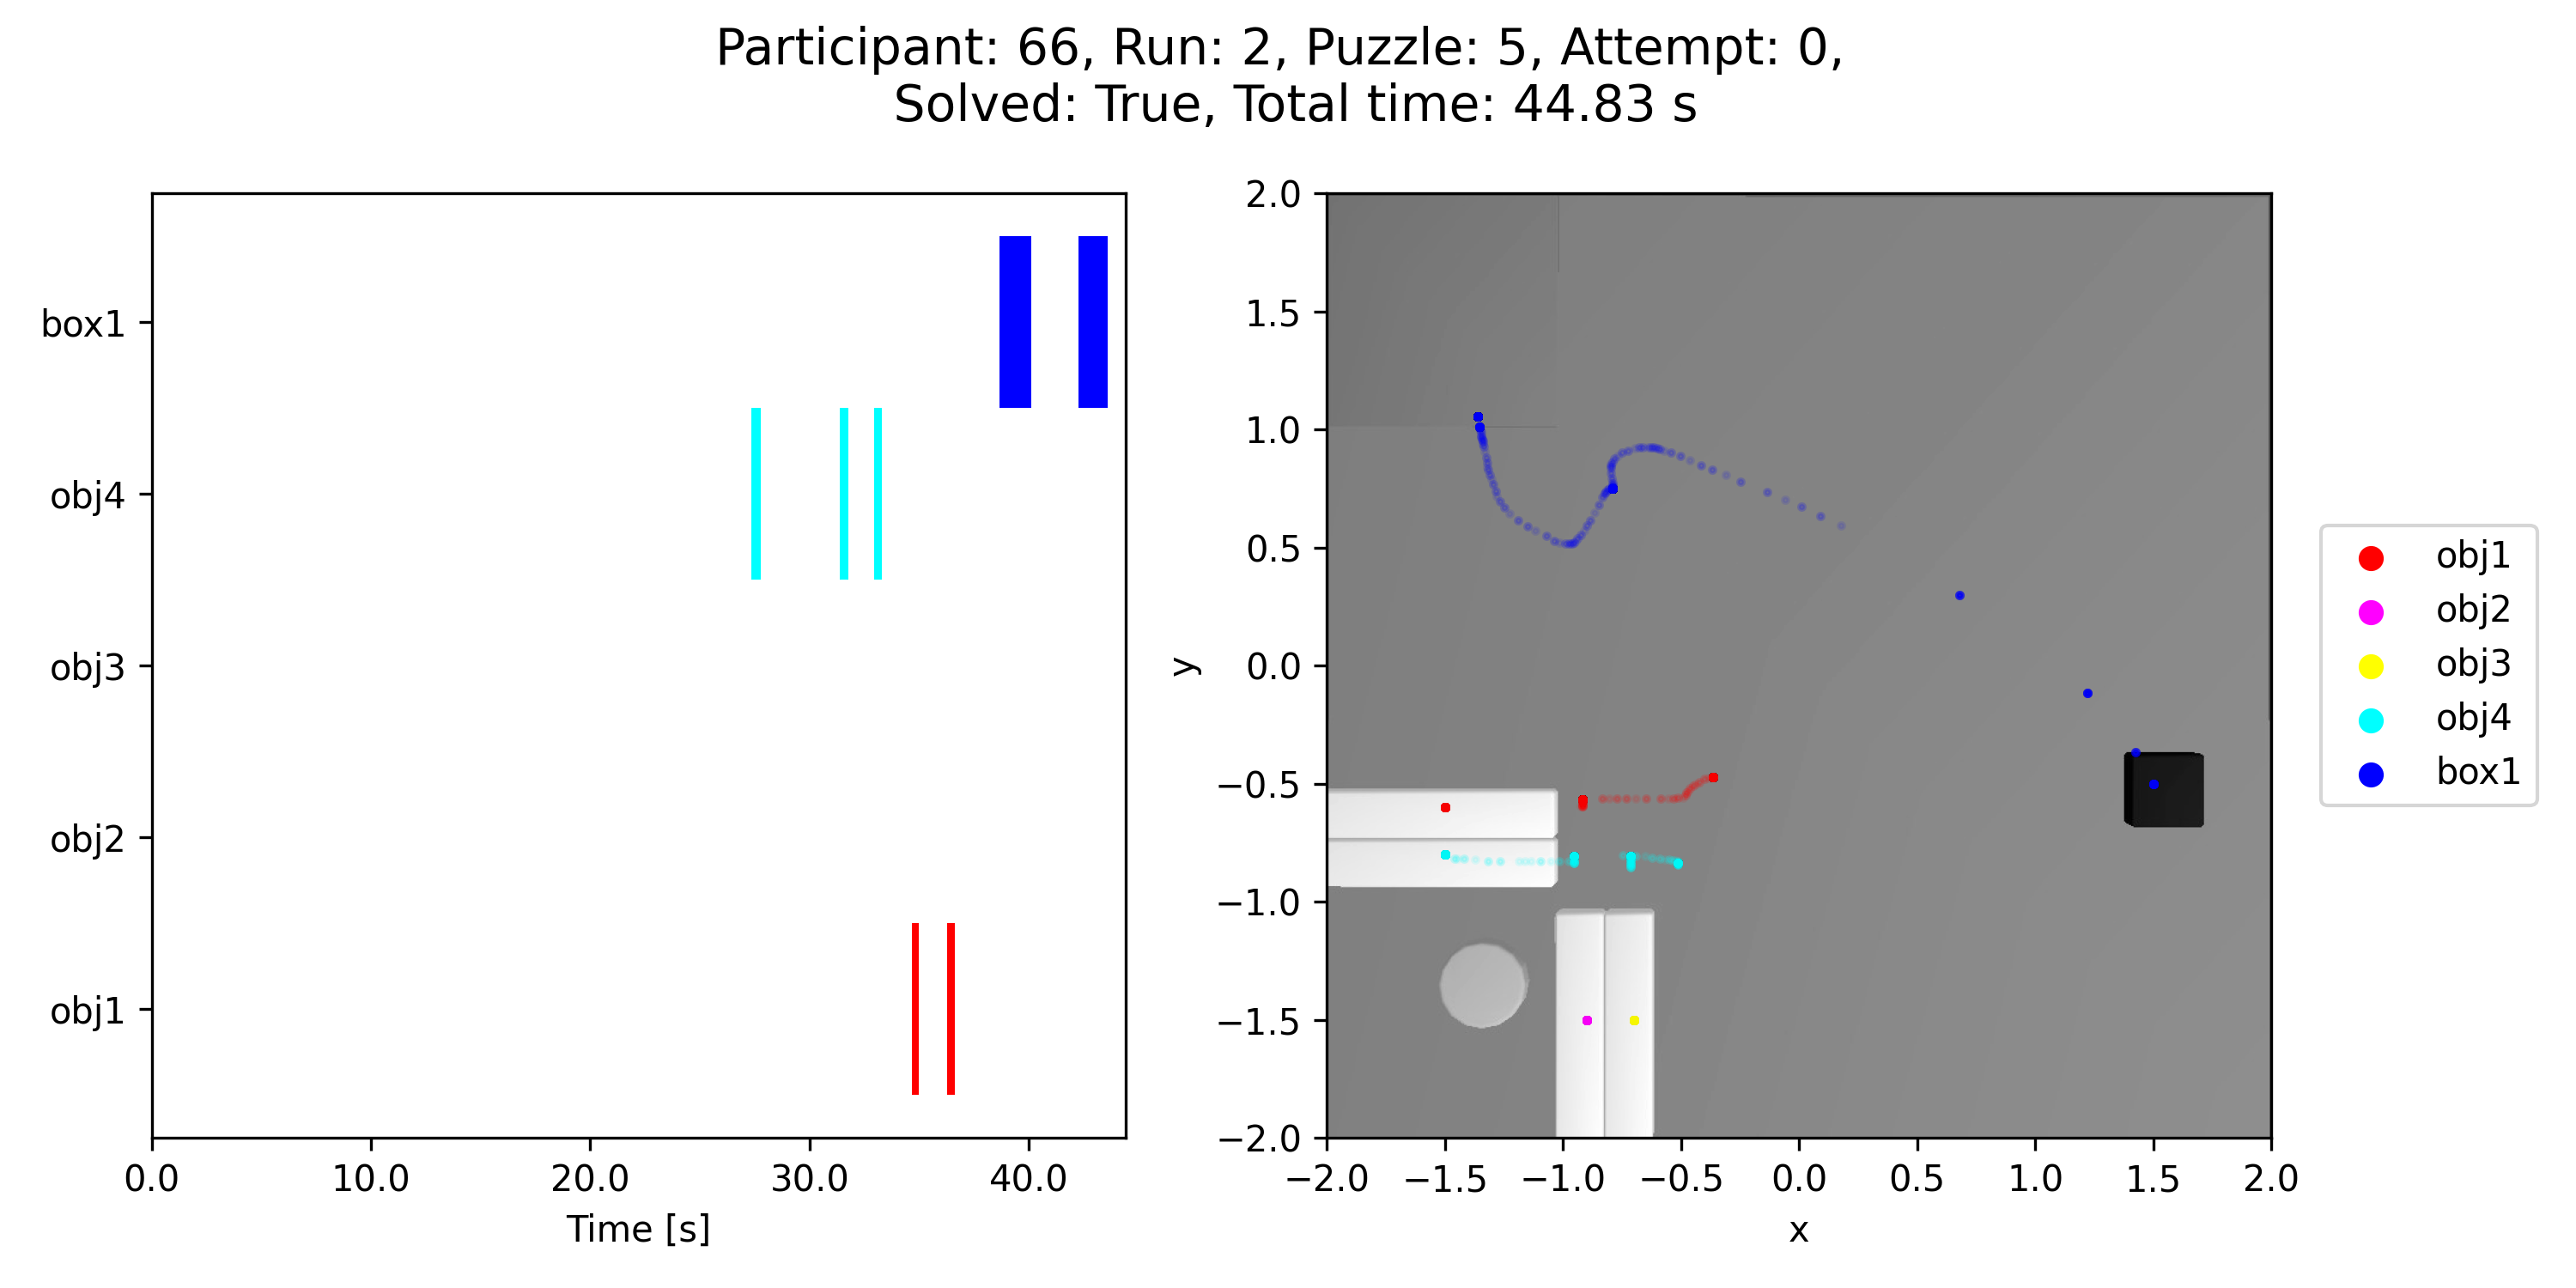 Participant: 66, Run: 2, Puzzle: 5, Attempt: 0,
Solved: True, Total time: 44.83 s
box1
obj4
obj3
obj2
obj1
0.0 10.0 20.0 30.0 40.0
Time [s]
2.0
1.5
1.0
0.5
0.0
−0.5
−1.0
−1.5
−2.0
y
−2.0 −1.5 −1.0 −0.5 0.0 0.5 1.0 1.5 2.0
x
obj1
obj2
obj3
obj4
box1